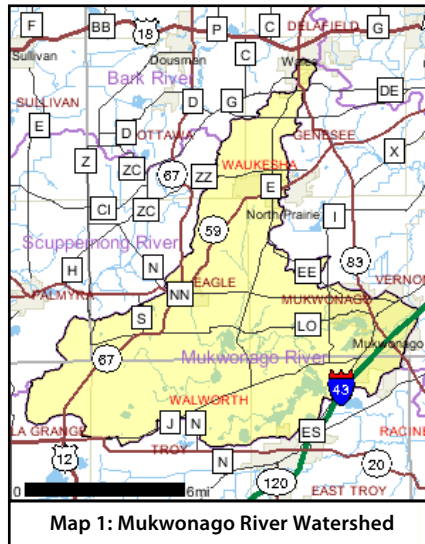 F BB 18 P C DELAFIELD G
Sullivan Dousman C Wales
Bark River
SULLIVAN D G DE
E D OTTAWA GENESEE
Z ZC 67 ZZ WAUKESHA X
CI ZC E
59 North Prairie I
Scuppernong River
H N EE 83
PALMYRA NN EAGLE MUKWONAGO VERNON
S LO
67 Mukwonago River Mukwonago
43
WALWORTH
J N ES
LA GRANGE TROY RACINE
12 N 20
120 EAST TROY
6mi
Map 1: Mukwonago River Watershed